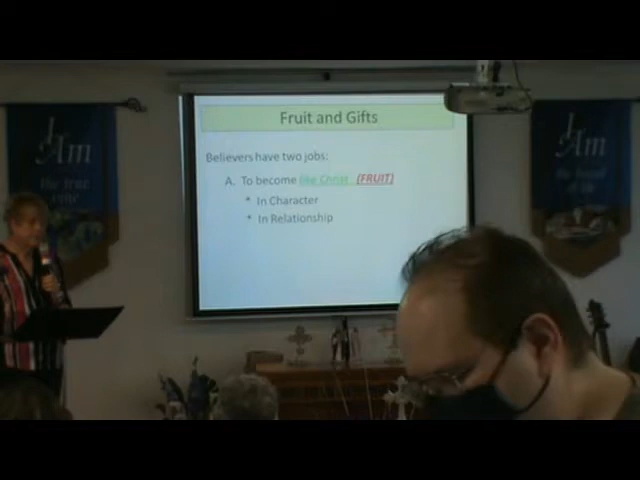 Fruit and Gifts
Believers have two jobs:
A. To become like Christ (FRUIT)
* In Character
* In Relationship
I
Am
the true
vine
I
Am
the bread
of life